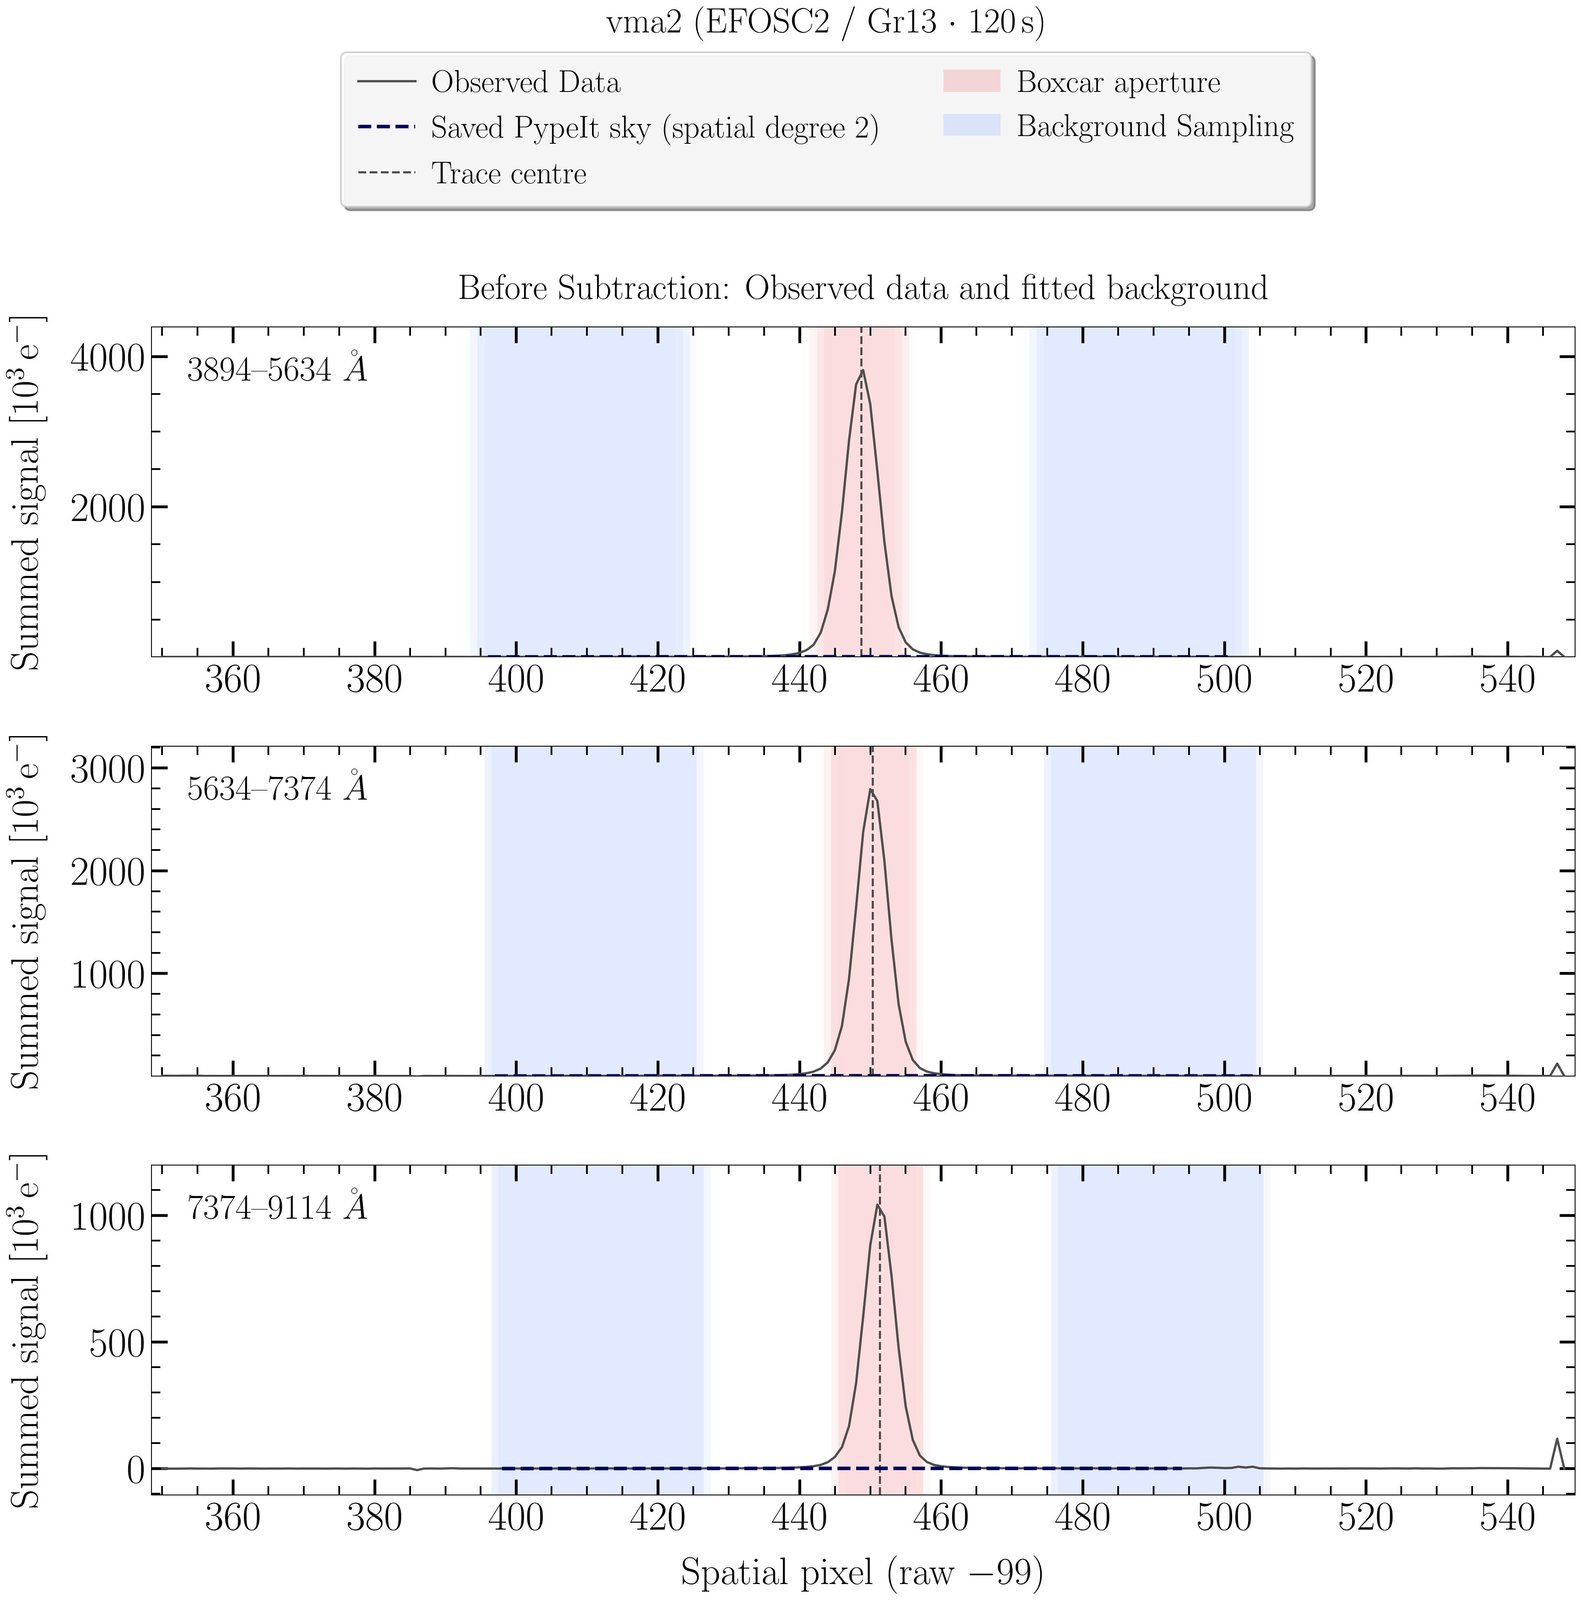 vma2 (EFOSC2 / Gr13 · 120 s)
Observed Data
Saved PypeIt sky (spatial degree 2)
Trace centre
Boxcar aperture
Background Sampling
Before Subtraction: Observed data and fitted background
Summed signal [10³ e⁻]
3894–5634 Å
4000
2000
360 380 400 420 440 460 480 500 520 540
Summed signal [10³ e⁻]
5634–7374 Å
3000
2000
1000
360 380 400 420 440 460 480 500 520 540
Summed signal [10³ e⁻]
7374–9114 Å
1000
500
0
360 380 400 420 440 460 480 500 520 540
Spatial pixel (raw −99)